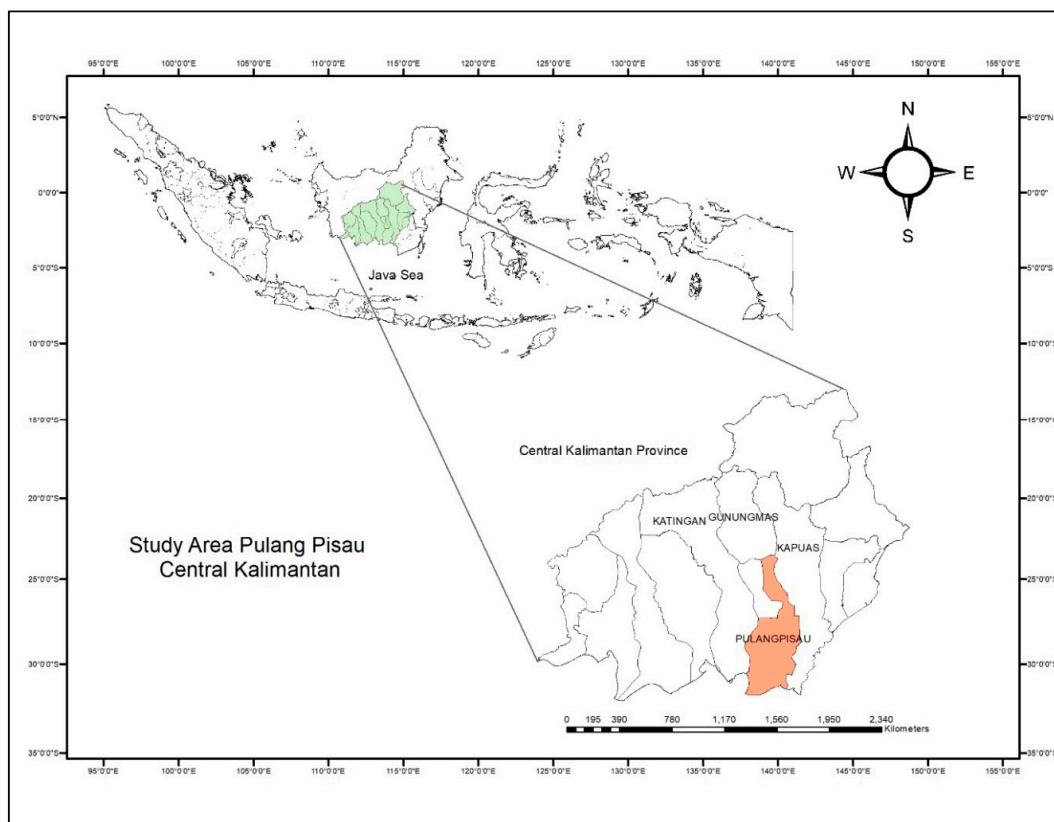 95°0'0"E 100°0'0"E 105°0'0"E 110°0'0"E 115°0'0"E 120°0'0"E 125°0'0"E 130°0'0"E 135°0'0"E 140°0'0"E 145°0'0"E 150°0'0"E 155°0'0"E
5°0'0"N 5°0'0"N
N
0°0'0" 0°0'0"
W E
S
5°0'0"S 5°0'0"S
Java Sea
10°0'0"S 10°0'0"S
15°0'0"S 15°0'0"S
Central Kalimantan Province
20°0'0"S 20°0'0"S
KATINGAN GUNUNGMAS
KAPUAS
Study Area Pulang Pisau
Central Kalimantan
25°0'0"S 25°0'0"S
PULANGPISAU
30°0'0"S 30°0'0"S
0 195 390 780 1,170 1,560 1,950 2,340
Kilometers
35°0'0"S 35°0'0"S
95°0'0"E 100°0'0"E 105°0'0"E 110°0'0"E 115°0'0"E 120°0'0"E 125°0'0"E 130°0'0"E 135°0'0"E 140°0'0"E 145°0'0"E 150°0'0"E 155°0'0"E